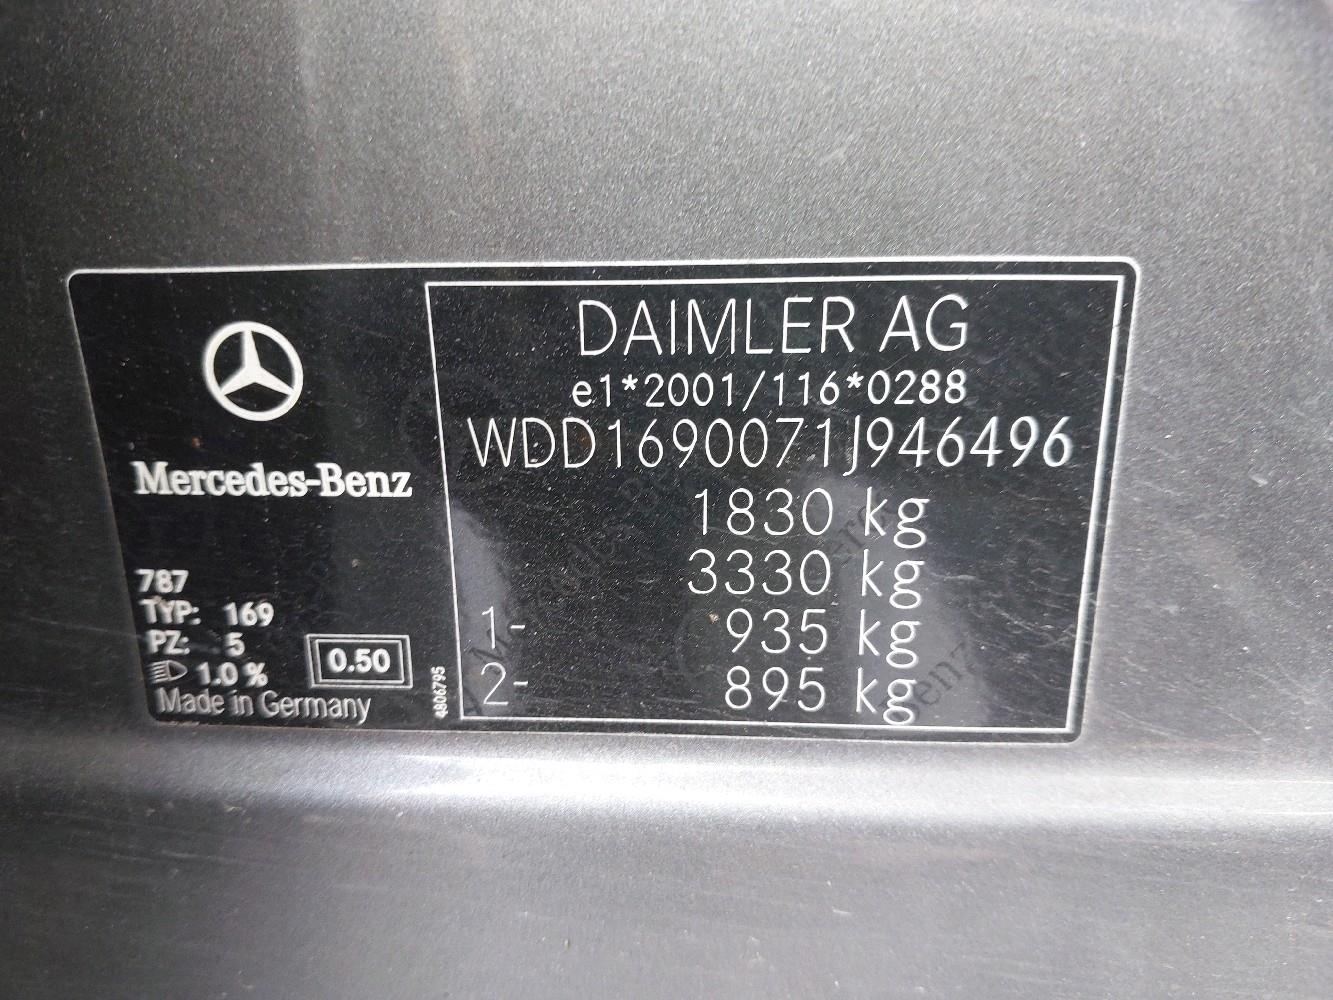 Mercedes-Benz
787
TYP: 169
PZ: 5
1.0 %
0.50
Made in Germany
4806795
DAIMLER AG
e1*2001/116*0288
WDD1690071J946496
1830 kg
3330 kg
1- 935 kg
2- 895 kg